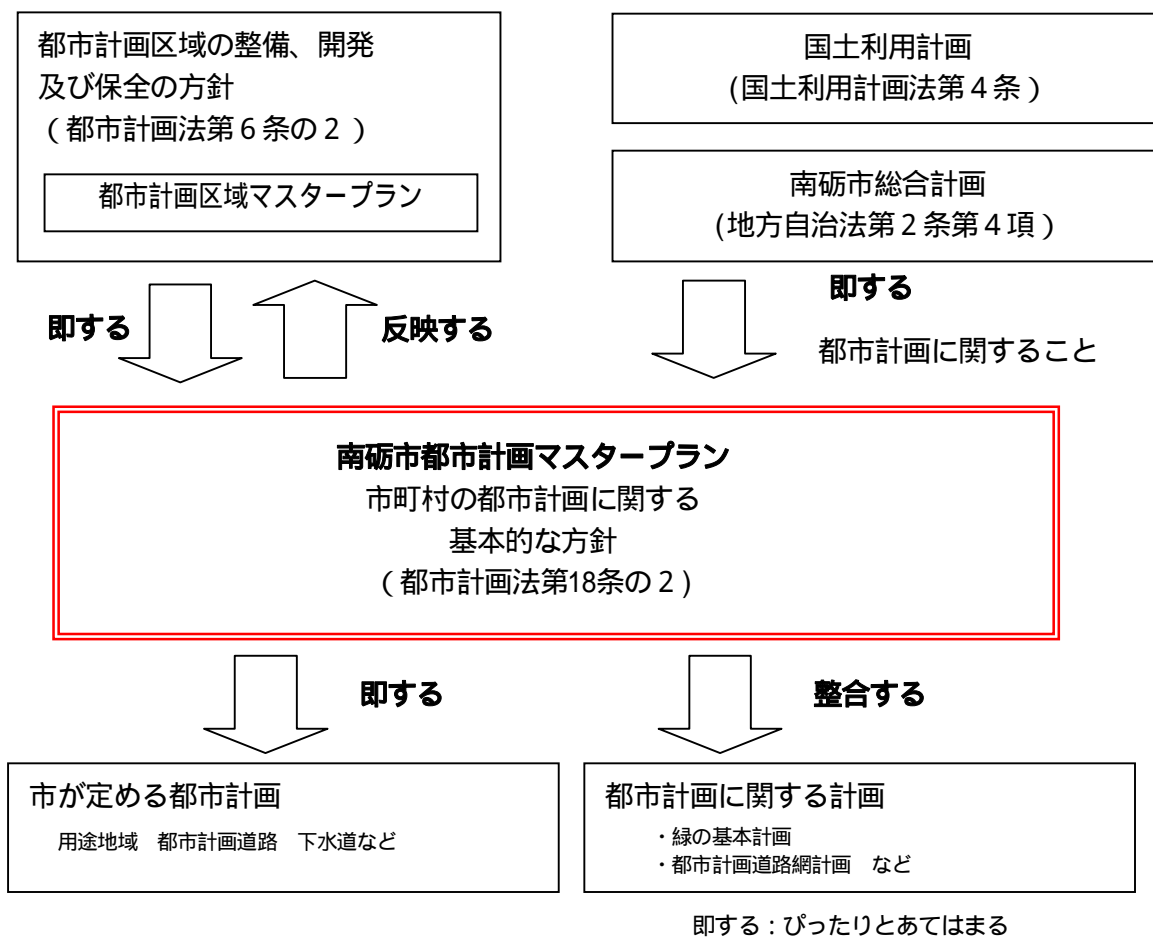 都市計画区域の整備、開発
及び保全の方針
（都市計画法第６条の２）
都市計画区域マスタープラン
国土利用計画
(国土利用計画法第４条）
南砺市総合計画
(地方自治法第２条第４項）
即する
反映する
即する
都市計画に関すること
南砺市都市計画マスタープラン
市町村の都市計画に関する
基本的な方針
（都市計画法第18条の２)
即する
整合する
市が定める都市計画
用途地域　都市計画道路　下水道など
都市計画に関する計画
・緑の基本計画
・都市計画道路網計画　など
即する：ぴったりとあてはまる